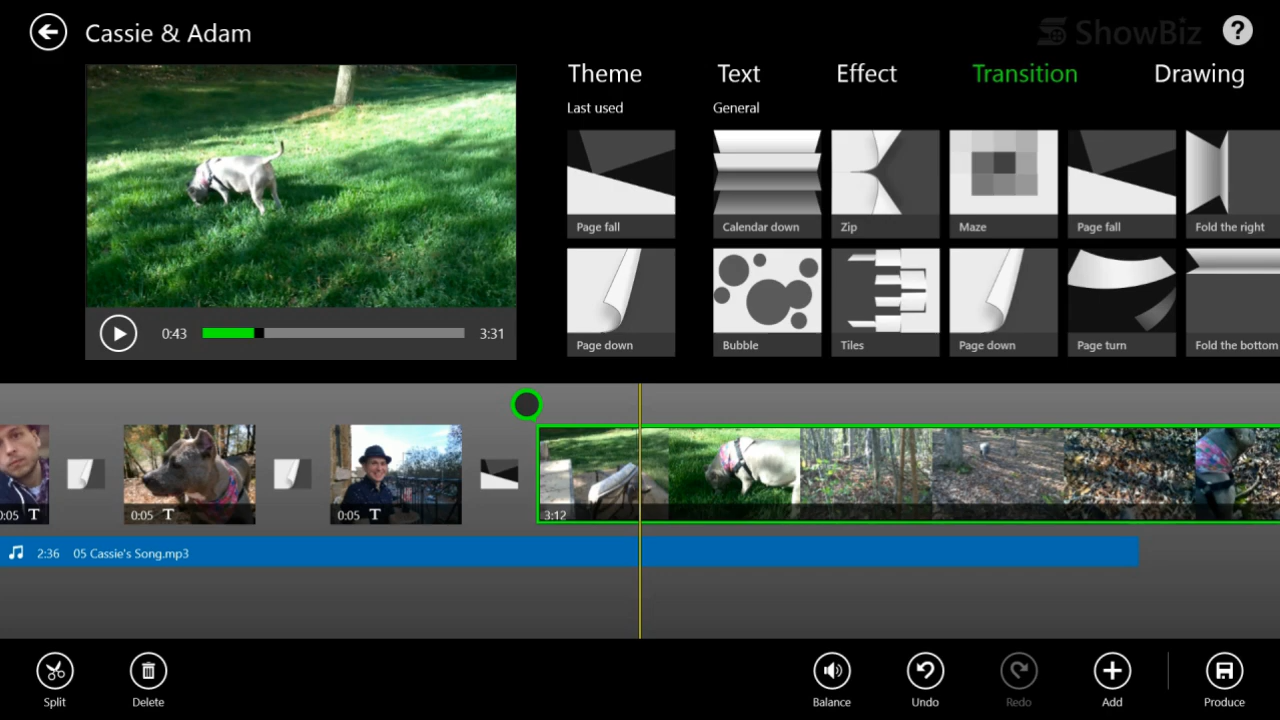 Cassie & Adam
ShowBiz
?
Theme Text Effect Transition Drawing
Last used General
Page fall Calendar down Zip Maze Page fall Fold the right
Page down Bubble Tiles Page down Page turn Fold the bottom
0:43 3:31
0:05 T 0:05 T 0:05 T 3:12
2:36 05 Cassie's Song.mp3
Split Delete Balance Undo Redo Add Produce